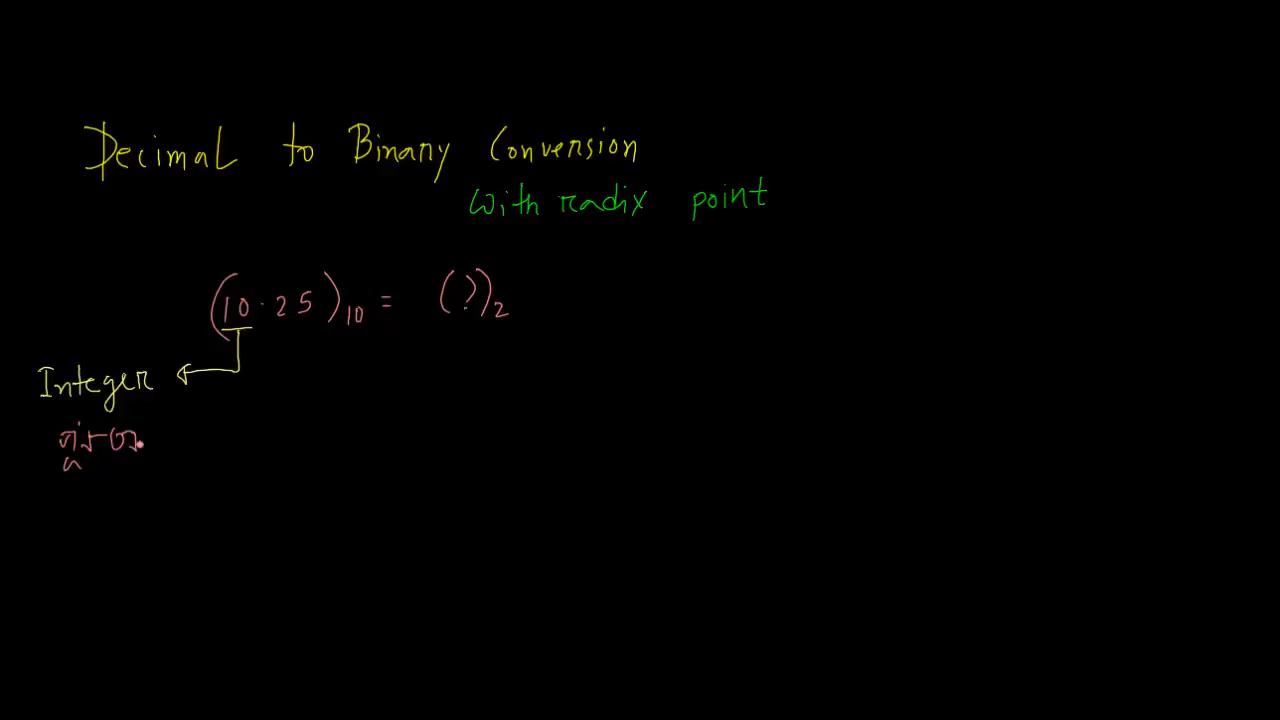 Decimal to Binary Conversion
with radix point
(10.25)₁₀ = (?)₂
Integer